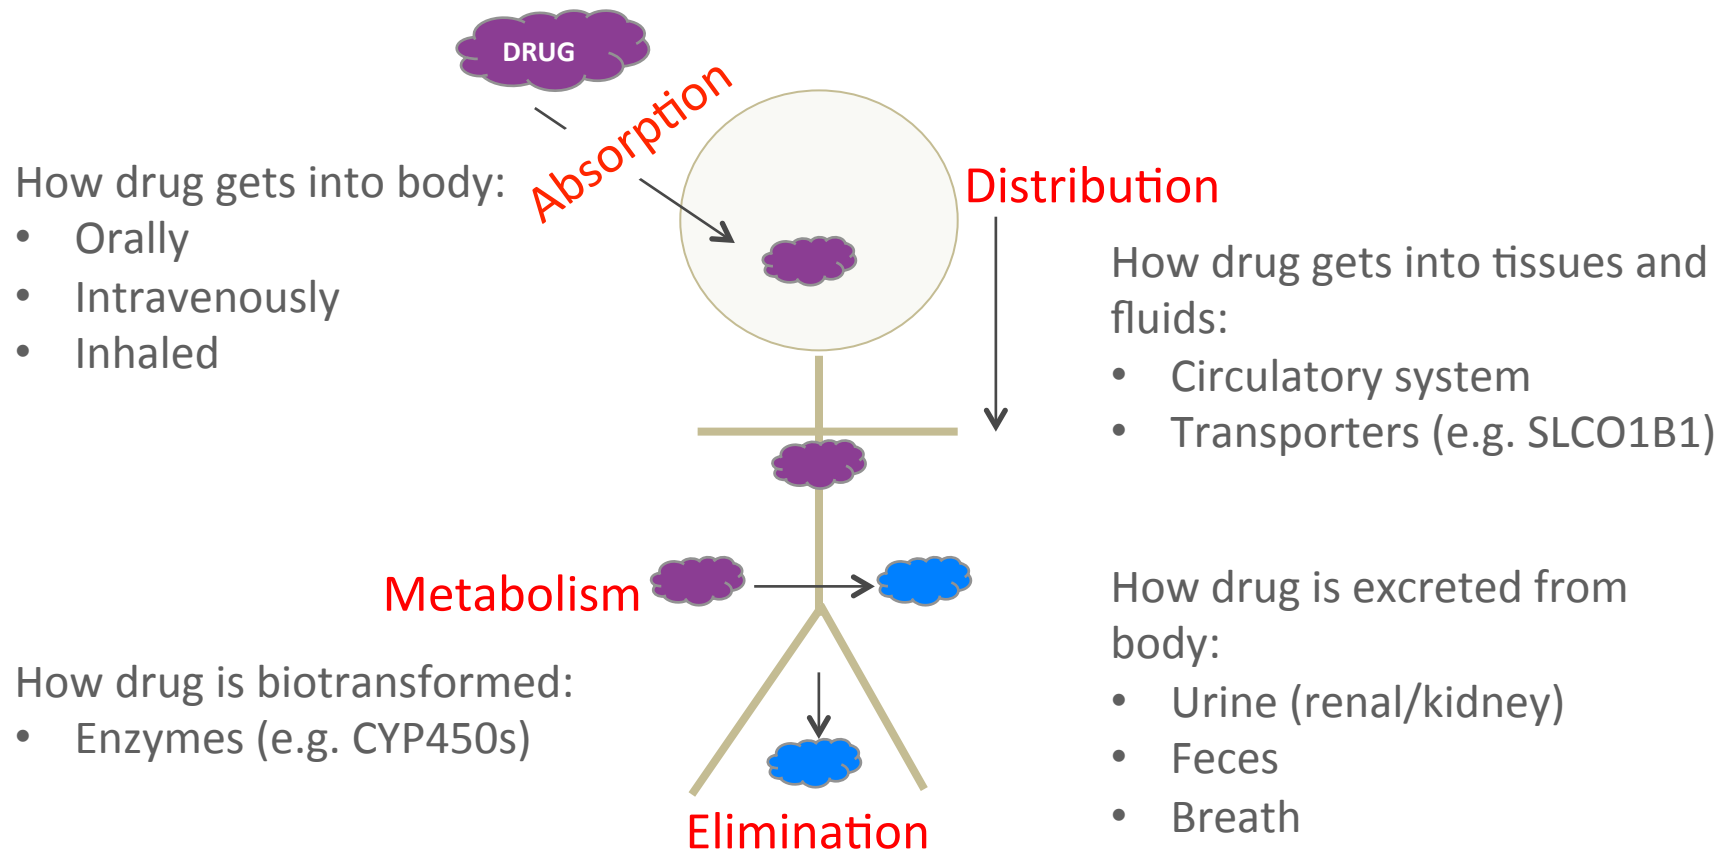 DRUG
Absorption
How drug gets into body:
• Orally
• Intravenously
• Inhaled
Distribution
How drug gets into tissues and
fluids:
• Circulatory system
• Transporters (e.g. SLCO1B1)
Metabolism
How drug is biotransformed:
• Enzymes (e.g. CYP450s)
How drug is excreted from
body:
• Urine (renal/kidney)
• Feces
• Breath
Elimination